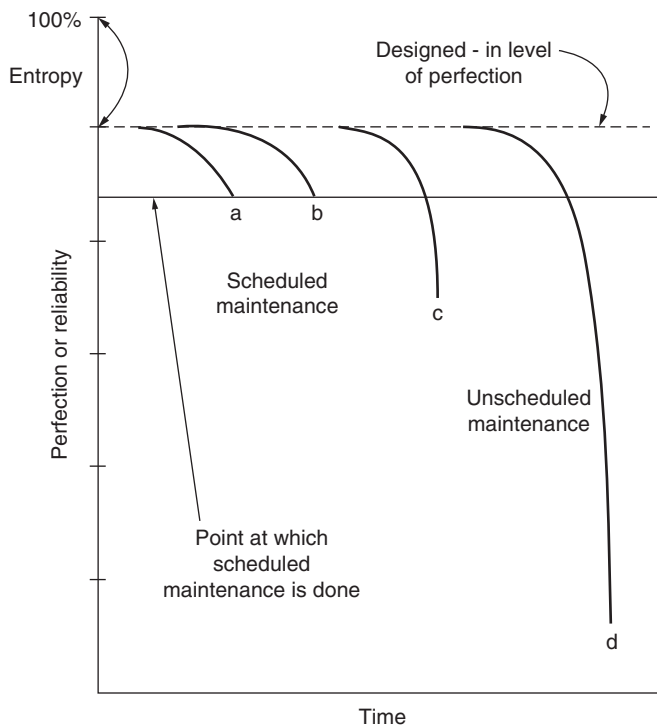 100%
Entropy
Designed - in level
of perfection
a
b
Scheduled
maintenance
c
Perfection or reliability
Unscheduled
maintenance
Point at which
scheduled
maintenance is done
d
Time